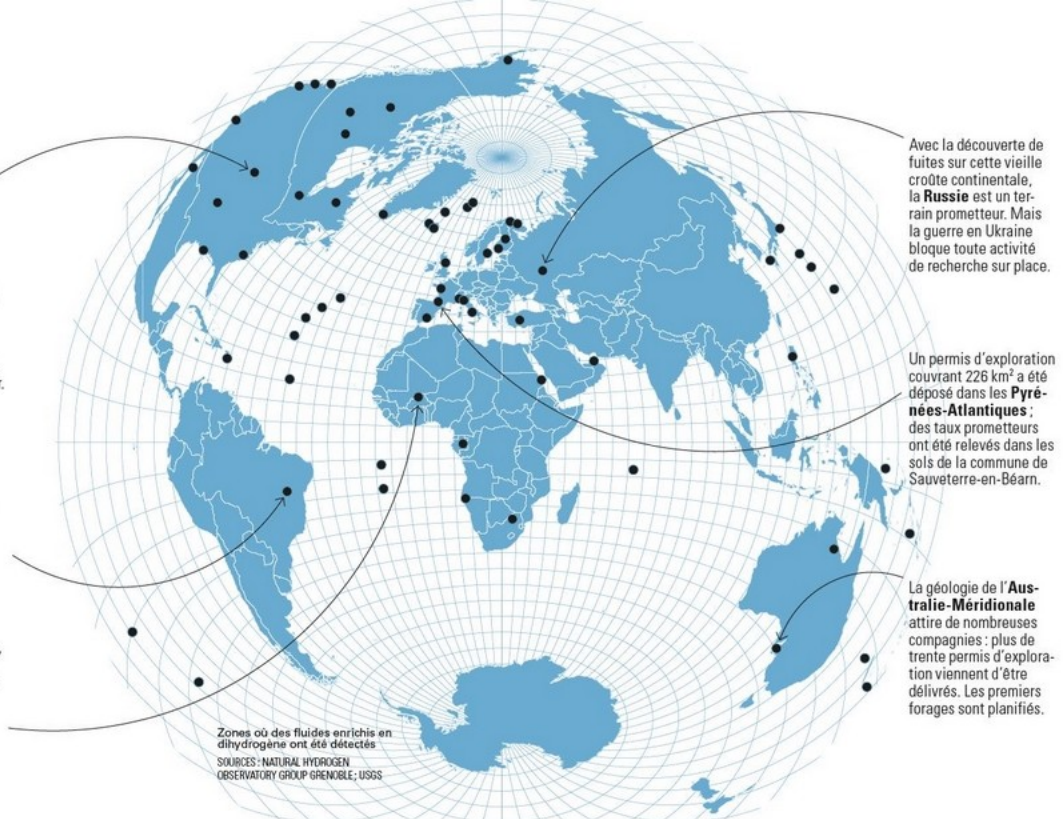 Avec la découverte de
fuites sur cette vieille
croûte continentale,
la Russie est un ter-
rain prometteur. Mais
la guerre en Ukraine
bloque toute activité
de recherche sur place.
Un permis d'exploration
couvrant 226 km² a été
déposé dans les Pyré-
nées-Atlantiques ;
des taux prometteurs
ont été relevés dans les
sols de la commune de
Sauveterre-en-Béarn.
La géologie de l'Aus-
tralie-Méridionale
attire de nombreuses
compagnies : plus de
trente permis d'explora-
tion viennent d'être
délivrés. Les premiers
forages sont planifiés.
Zones où des fluides enrichis en
dihydrogène ont été détectés
SOURCES : NATURAL HYDROGEN
OBSERVATORY GROUP GRENOBLE ; USGS